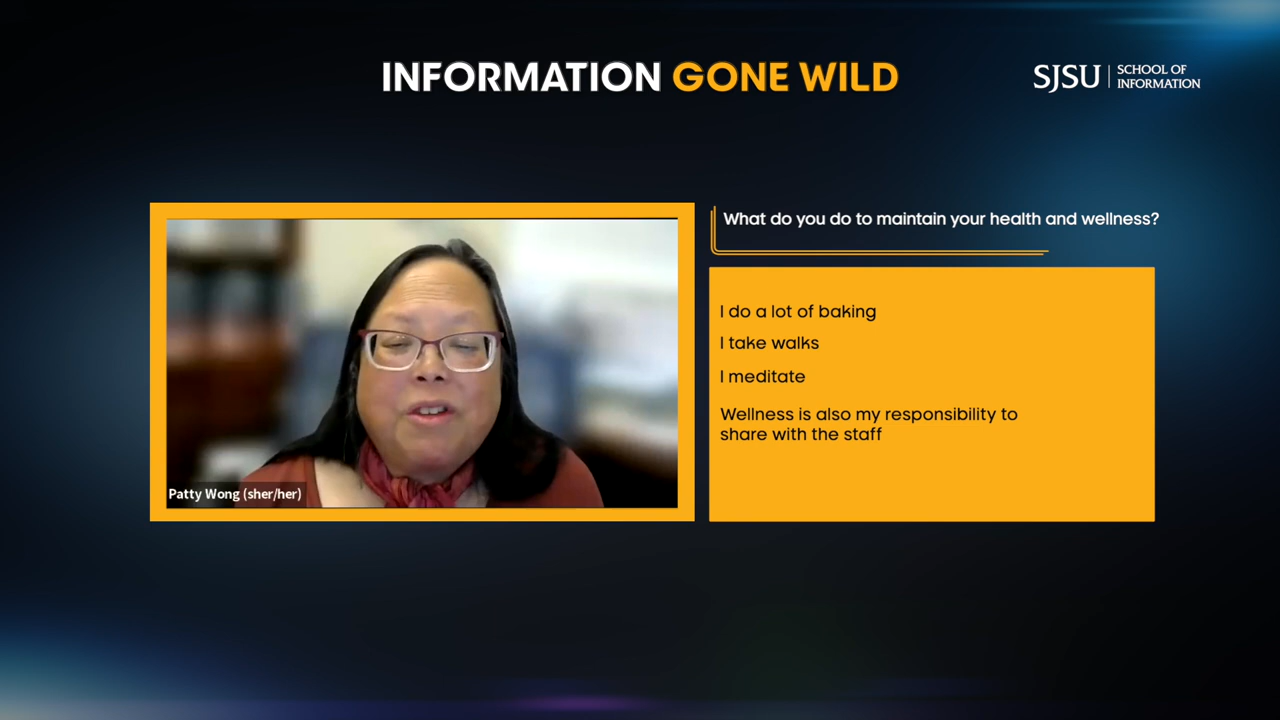 INFORMATION GONE WILD
SJSU SCHOOL OF
INFORMATION
What do you do to maintain your health and wellness?
I do a lot of baking
I take walks
I meditate
Wellness is also my responsibility to
share with the staff
Patty Wong (sher/her)